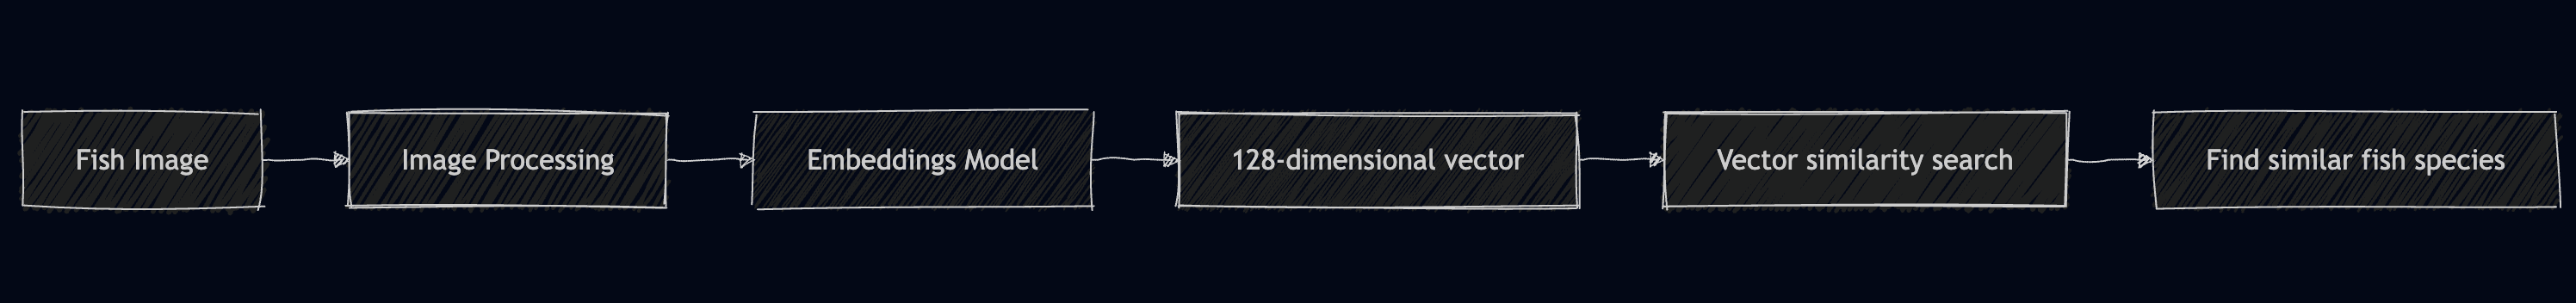 Fish Image
Image Processing
Embeddings Model
128-dimensional vector
Vector similarity search
Find similar fish species